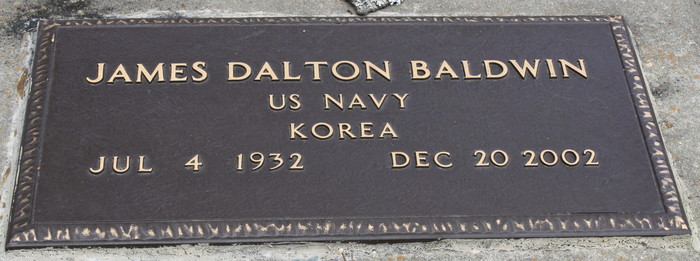 JAMES DALTON BALDWIN
US NAVY
KOREA
JUL 4 1932 DEC 20 2002